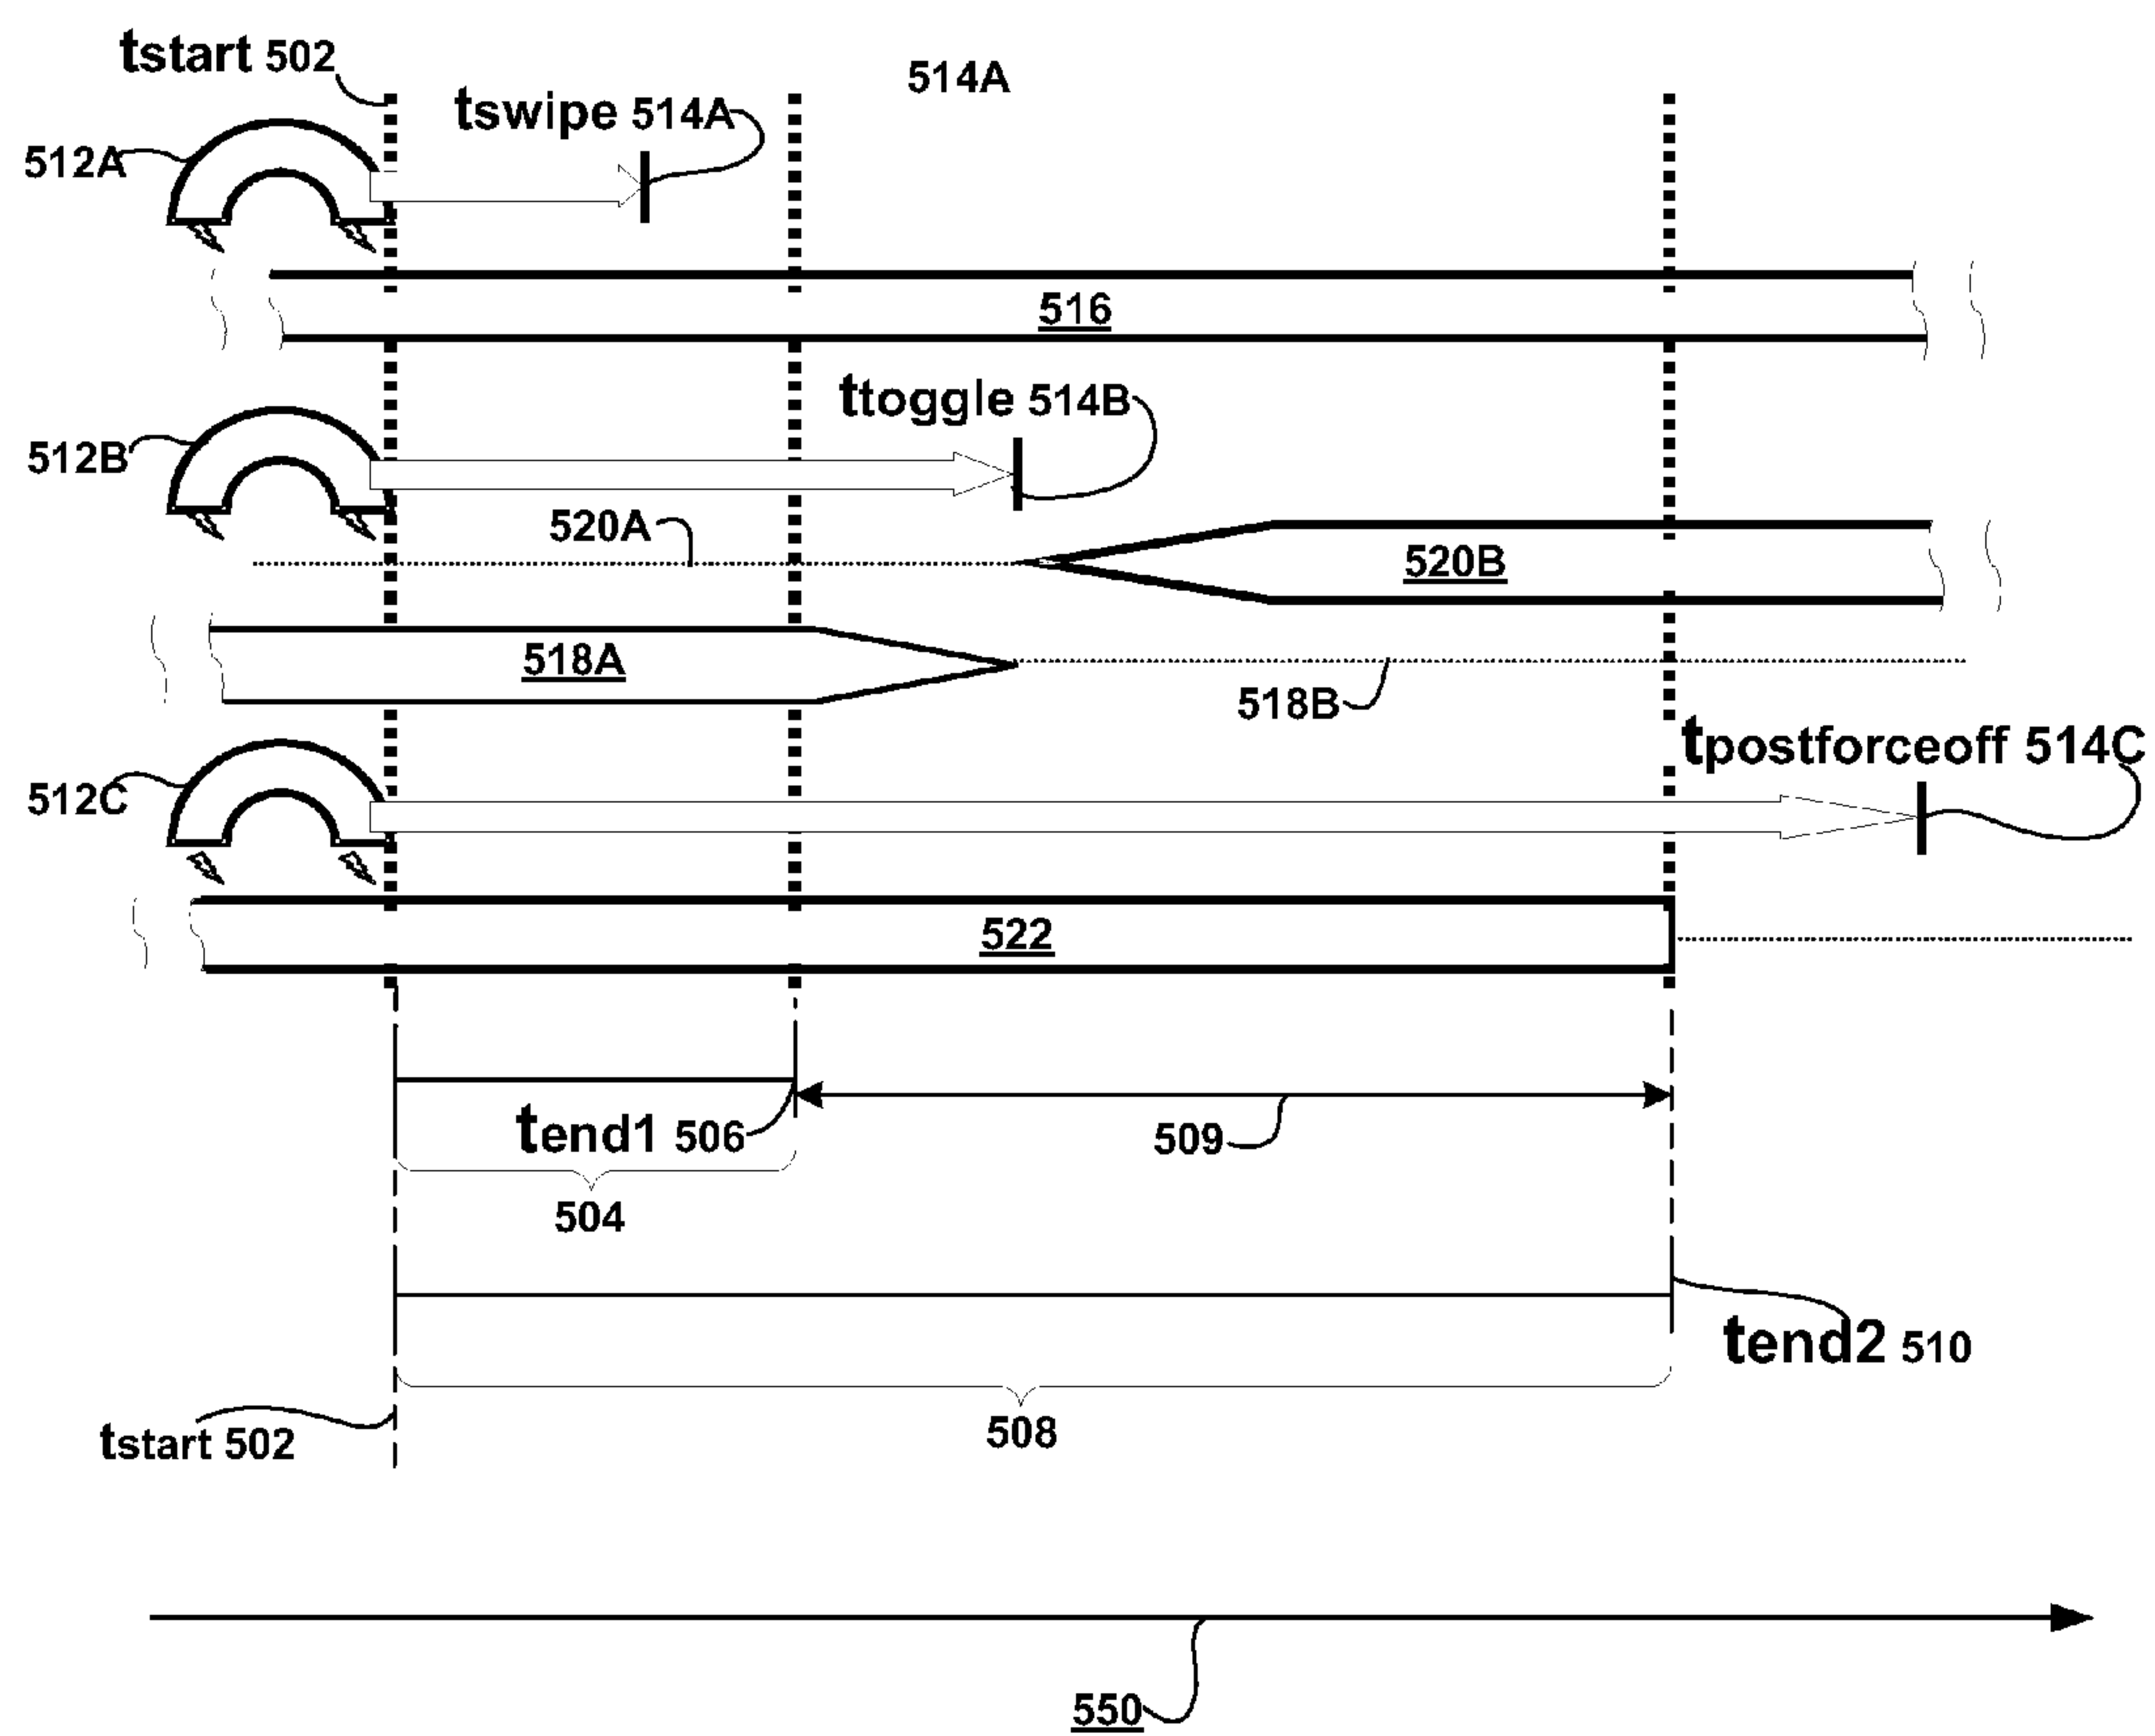 tstart 502
514A
tswipe 514A
512A
516
ttoggle 514B
512B
520A
520B
518A
518B
tpostforceoff 514C
512C
522
tend1 506
509
504
tend2 510
508
tstart 502
550